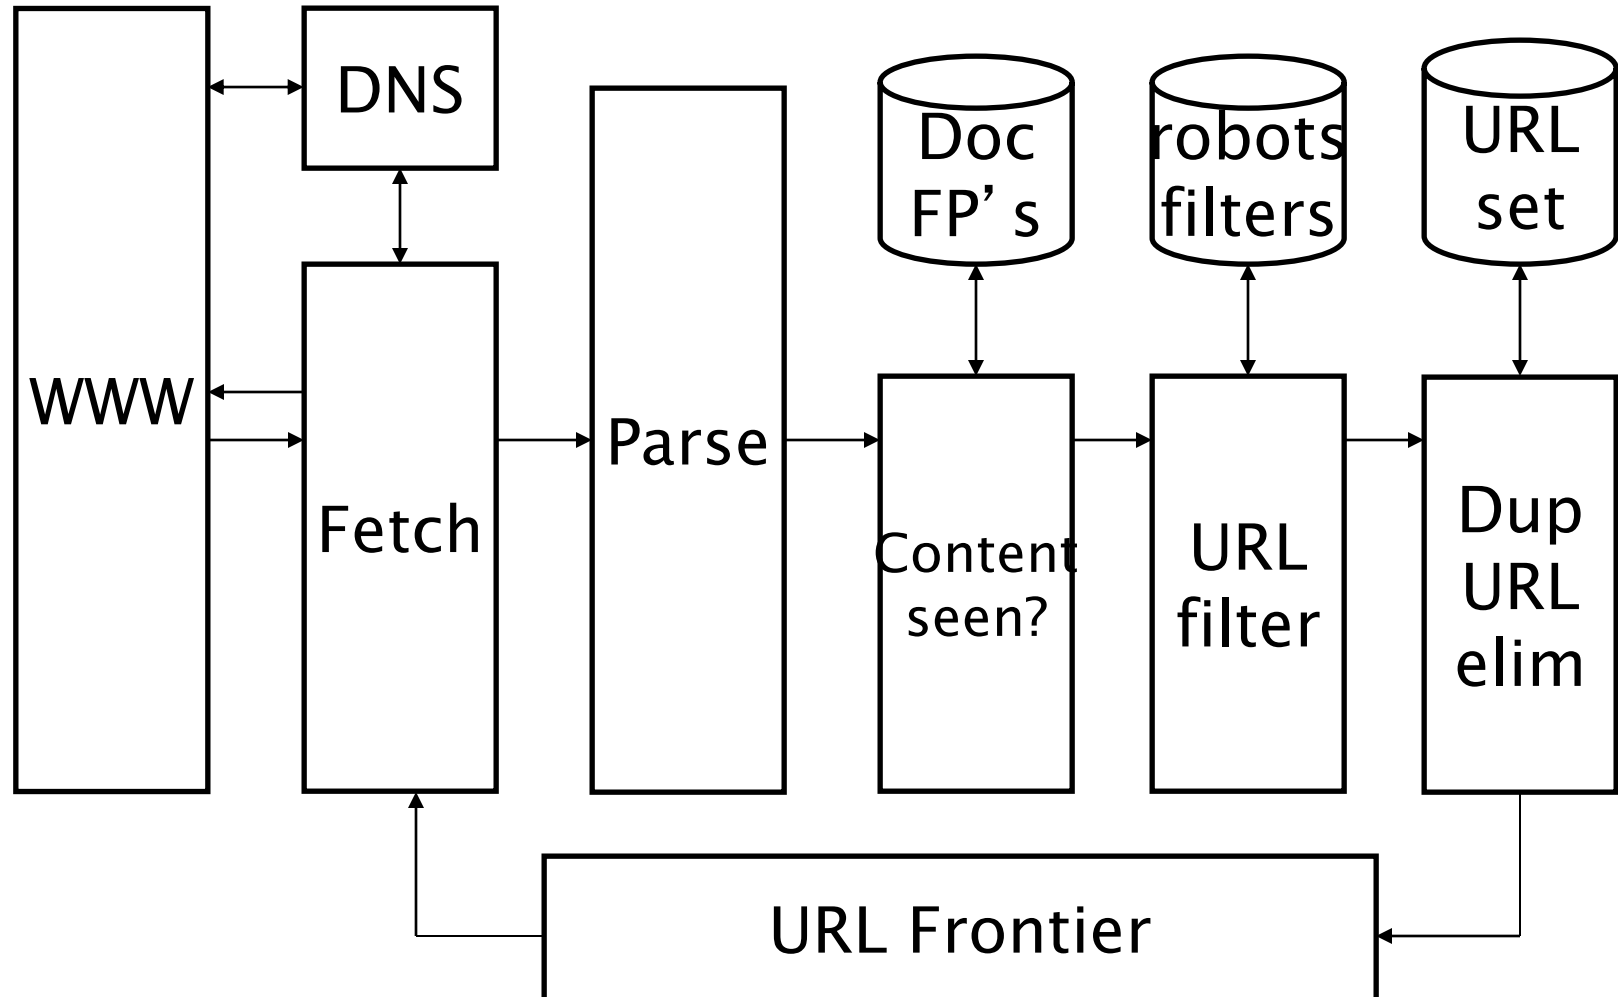 WWW
DNS
Fetch
Parse
Doc
FP’ s
Content
seen?
robots
filters
URL
filter
URL
set
Dup
URL
elim
URL Frontier